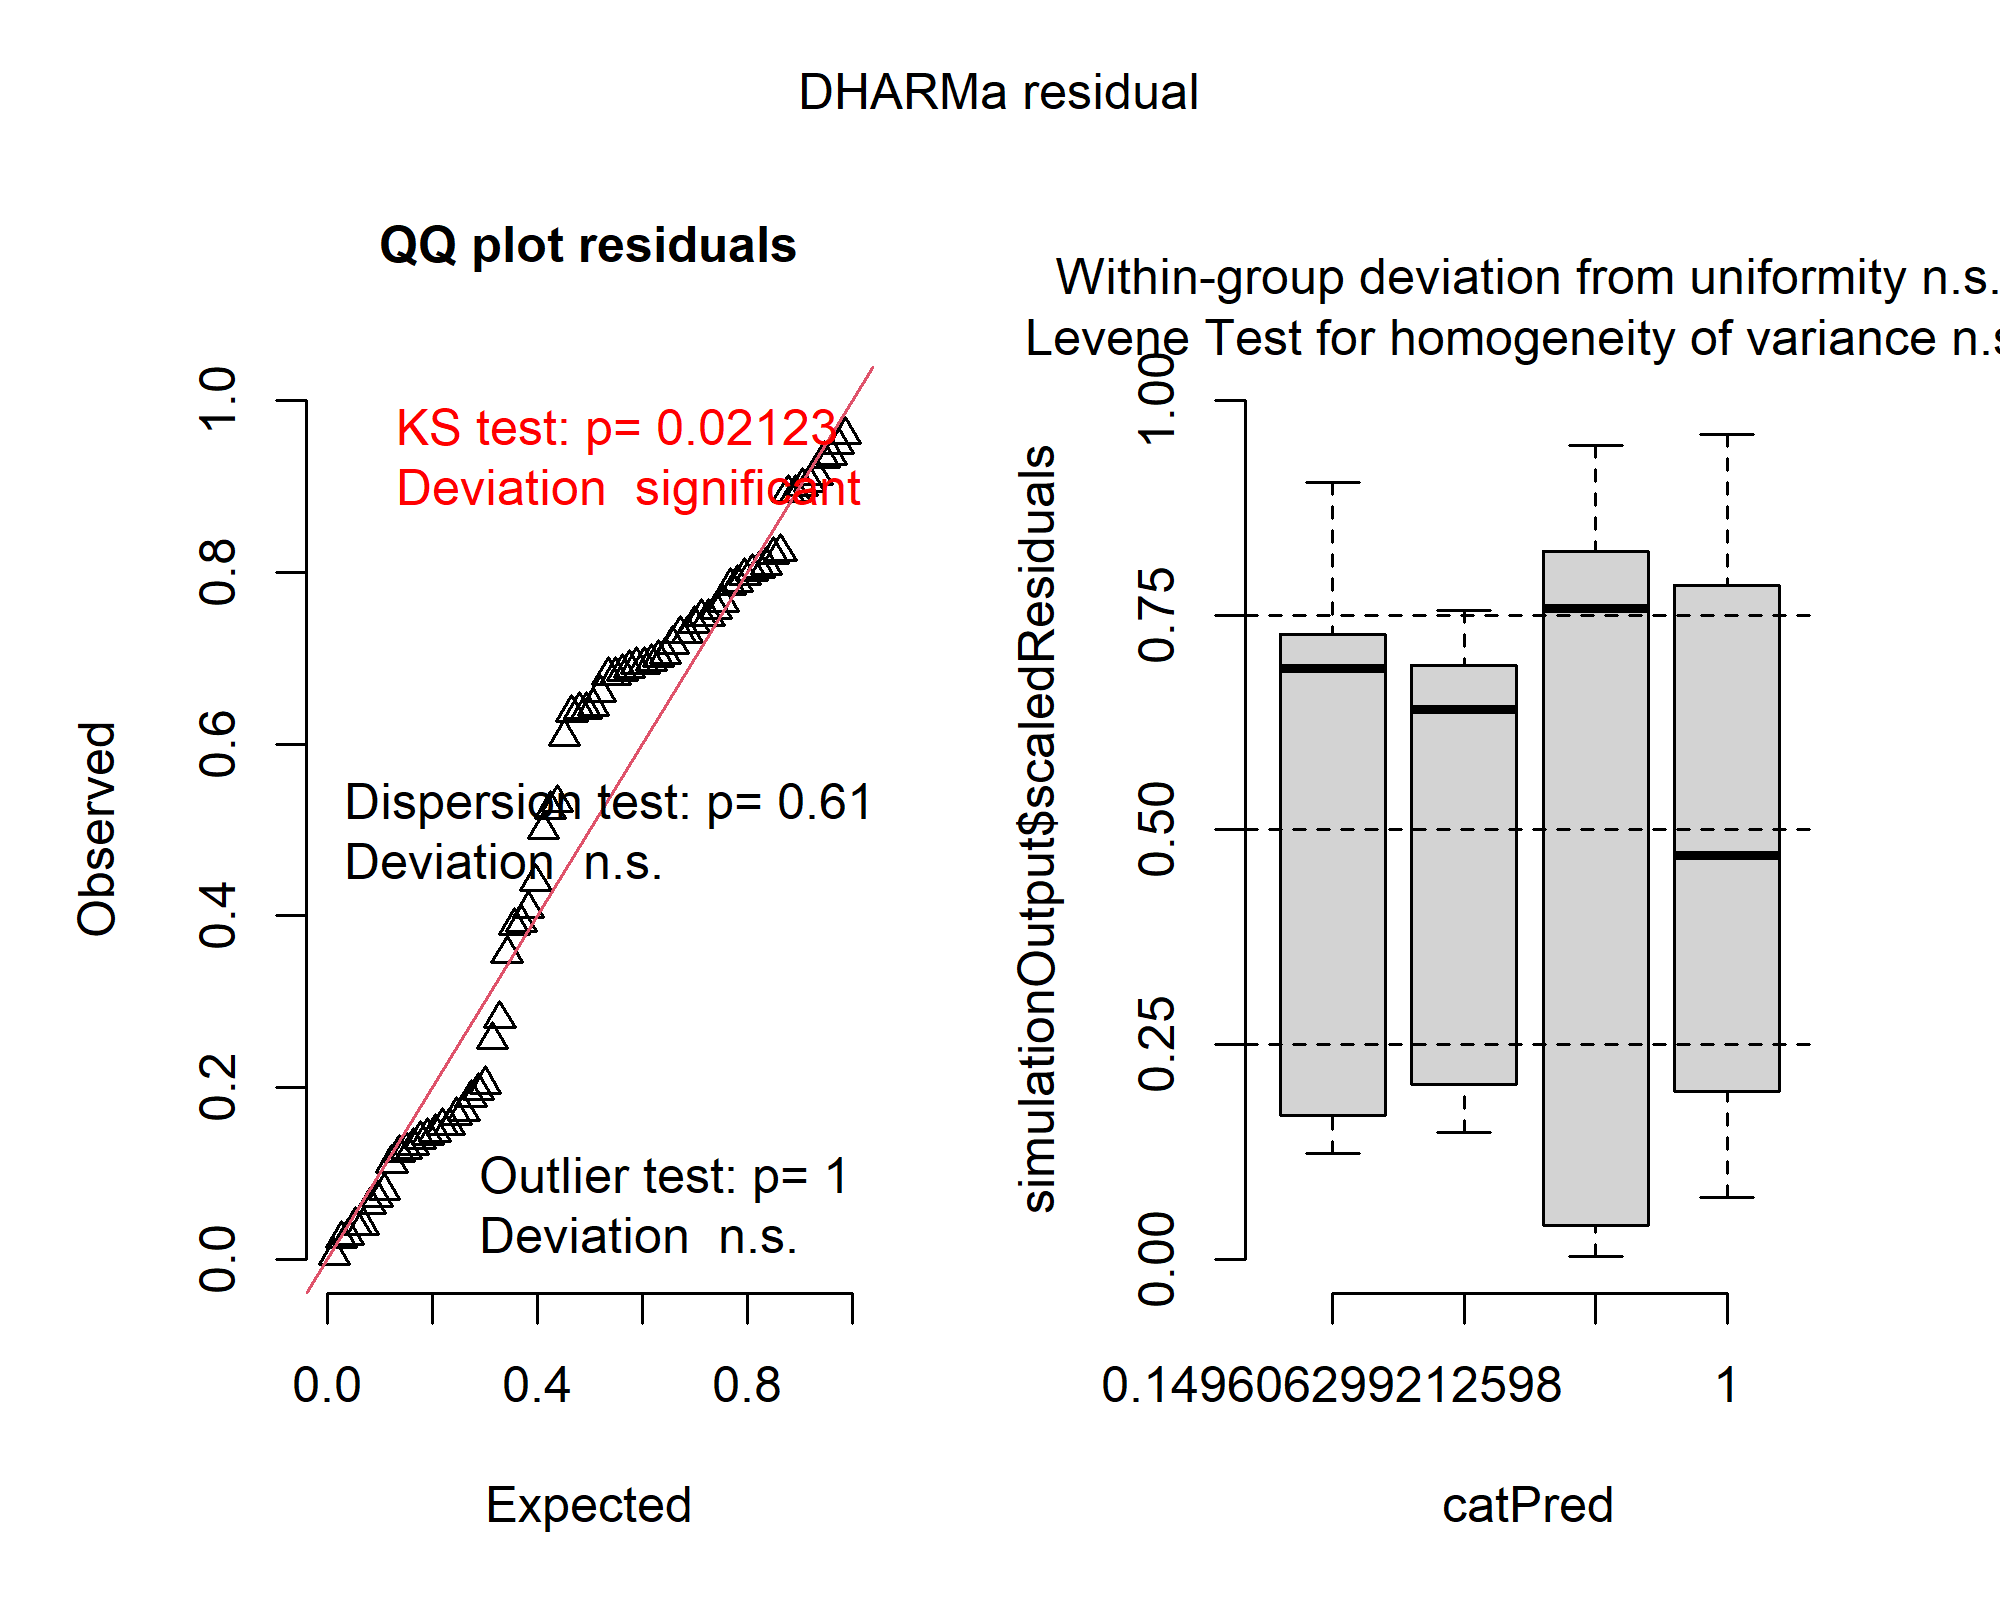 DHARMa residual
QQ plot residuals
KS test: p= 0.02123
Deviation  significant
Dispersion test: p= 0.61
Deviation  n.s.
Outlier test: p= 1
Deviation  n.s.
Observed
0.0
0.2
0.4
0.6
0.8
1.0
0.0
0.4
0.8
Expected
Within-group deviation from uniformity n.s.
Levene Test for homogeneity of variance n.s
simulationOutput$scaledResiduals
0.00
0.25
0.50
0.75
1.00
0.149606299212598
1
catPred